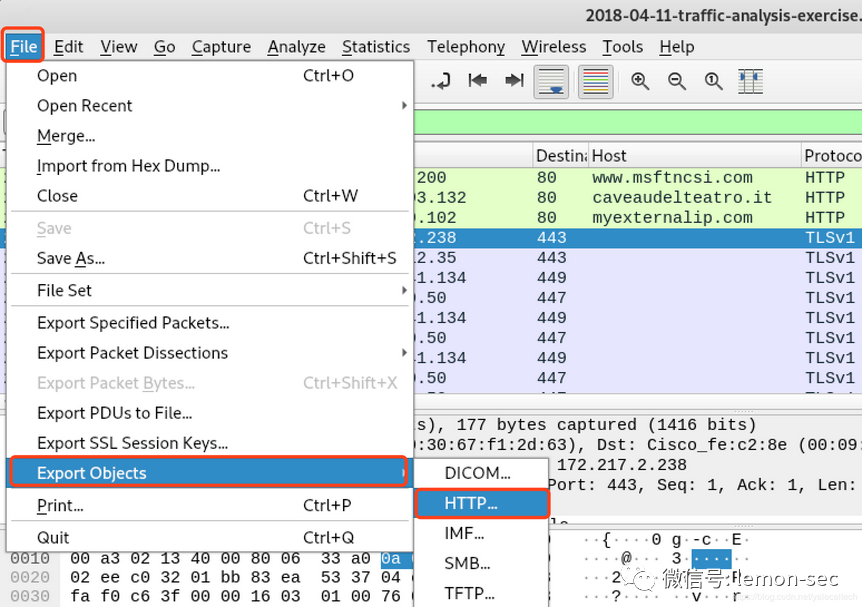 2018-04-11-traffic-analysis-exercise.
File Edit View Go Capture Analyze Statistics Telephony Wireless Tools Help
Open Ctrl+O
Open Recent
Merge...
Import from Hex Dump...
Close Ctrl+W
Save Ctrl+S
Save As... Ctrl+Shift+S
File Set
Export Specified Packets...
Export Packet Dissections
Export Packet Bytes... Ctrl+Shift+X
Export PDUs to File...
Export SSL Session Keys...
Export Objects
Print... Ctrl+P
Quit Ctrl+Q
DICOM...
HTTP...
IMF...
SMB...
TFTP...
Destina Host Protoco
.200 80 www.msftncsi.com HTTP
03.132 80 caveaudelteatro.it HTTP
0.102 80 myexternalip.com HTTP
2.238 443 TLSv1
12.35 443 TLSv1
41.134 449 TLSv1
0.50 447 TLSv1
41.134 449 TLSv1
0.50 447 TLSv1
41.134 449 TLSv1
0.50 447 TLSv1
s), 177 bytes captured (1416 bits)
0:30:67:f1:2d:63), Dst: Cisco_fe:c2:8e (00:09:
172.217.2.238
Port: 443, Seq: 1, Ack: 1, Len:
0010 00 a3 02 13 40 00 80 06 33 a0 0a
0020 02 ee c0 32 01 bb 83 ea 53 37 04
0030 fa f0 c6 3f 00 00 16 03 01 00 76
微信号: lemon-sec